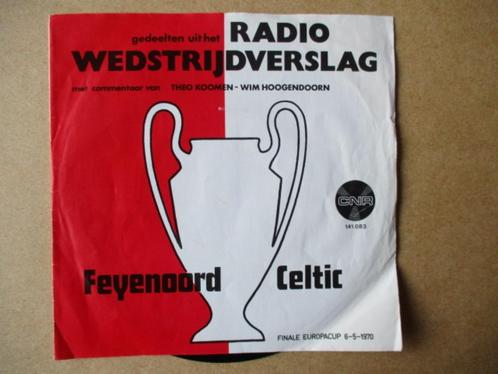 gedeelten uit het RADIO
WEDSTRIJDVERSLAG
met commentaar van THEO KOOMEN - WIM HOOGENDOORN
CNR
141.083
Feyenoord Celtic
FINALE EUROPACUP 6-5-1970